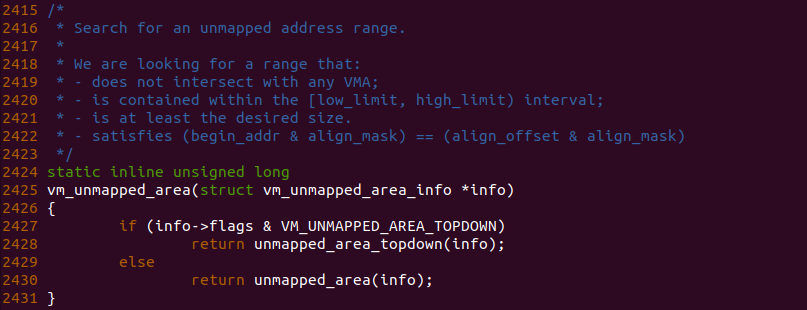 2415 /*
2416  * Search for an unmapped address range.
2417  *
2418  * We are looking for a range that:
2419  * - does not intersect with any VMA;
2420  * - is contained within the [low_limit, high_limit) interval;
2421  * - is at least the desired size.
2422  * - satisfies (begin_addr & align_mask) == (align_offset & align_mask)
2423  */
2424 static inline unsigned long
2425 vm_unmapped_area(struct vm_unmapped_area_info *info)
2426 {
2427         if (info->flags & VM_UNMAPPED_AREA_TOPDOWN)
2428                 return unmapped_area_topdown(info);
2429         else
2430                 return unmapped_area(info);
2431 }